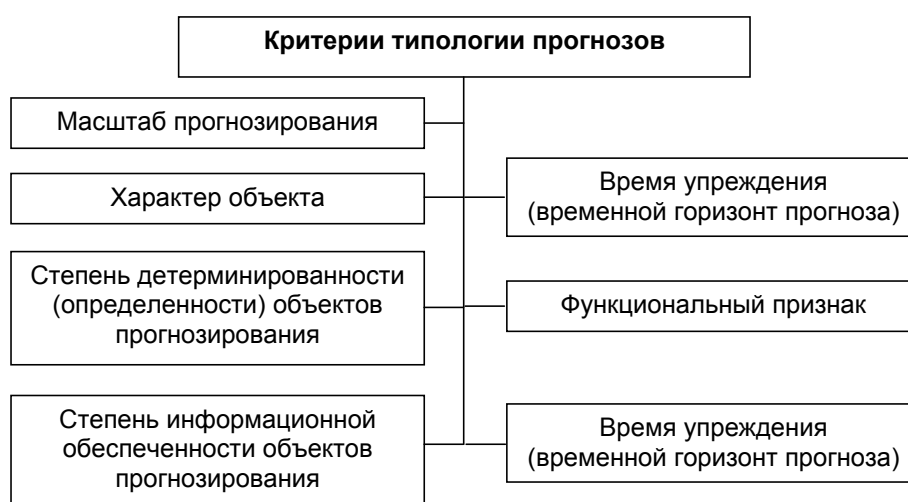 Критерии типологии прогнозов
Масштаб прогнозирования
Характер объекта
Время упреждения
(временной горизонт прогноза)
Степень детерминированности
(определенности) объектов
прогнозирования
Функциональный признак
Степень информационной
обеспеченности объектов
прогнозирования
Время упреждения
(временной горизонт прогноза)